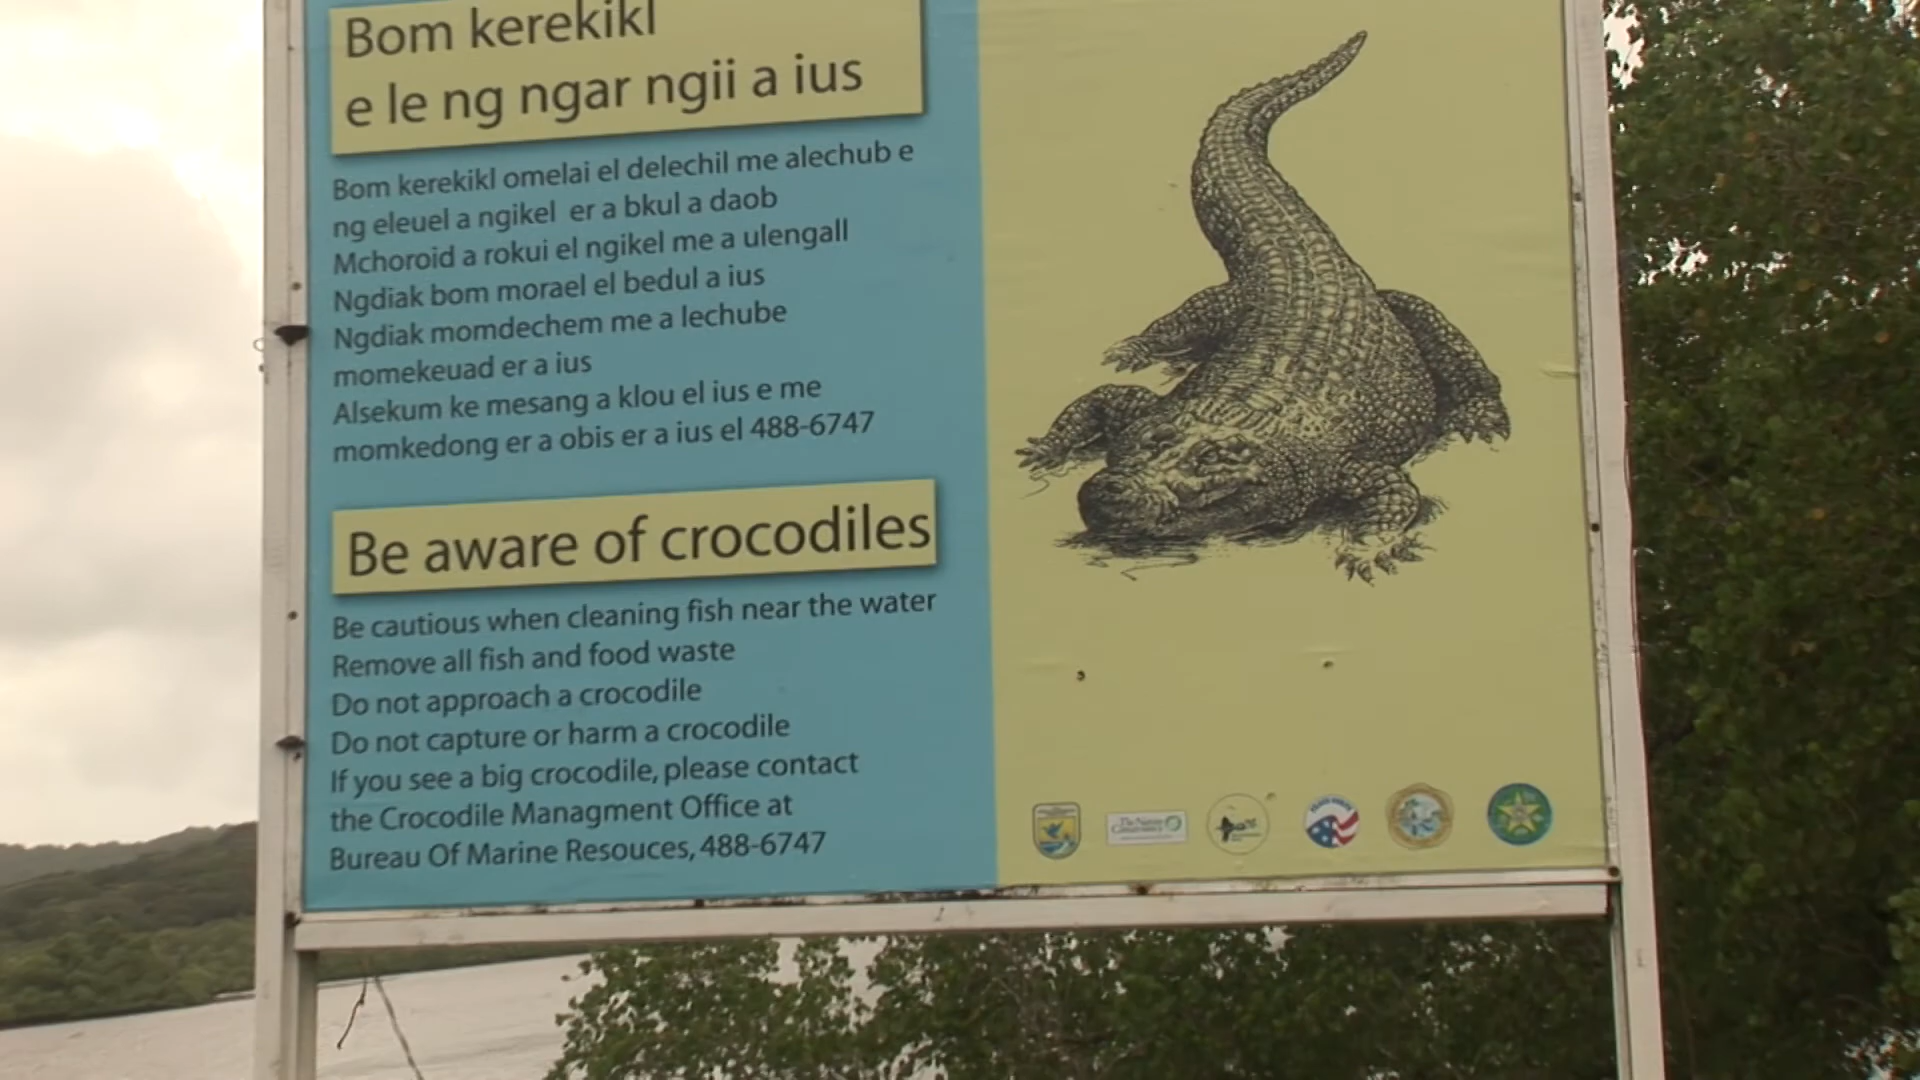 Bom kerekikl
e le ng ngar ngii a ius
Bom kerekikl omelai el delechil me alechub e
ng eleuel a ngikel er a bkul a daob
Mchoroid a rokui el ngikel me a ulengall
Ngdiak bom morael el bedul a ius
Ngdiak momdechem me a lechube
momekeuad er a ius
Alsekum ke mesang a klou el ius e me
momkedong er a obis er a ius el 488-6747
Be aware of crocodiles
Be cautious when cleaning fish near the water
Remove all fish and food waste
Do not approach a crocodile
Do not capture or harm a crocodile
If you see a big crocodile, please contact
the Crocodile Managment Office at
Bureau Of Marine Resouces, 488-6747
The Nature
Conservancy